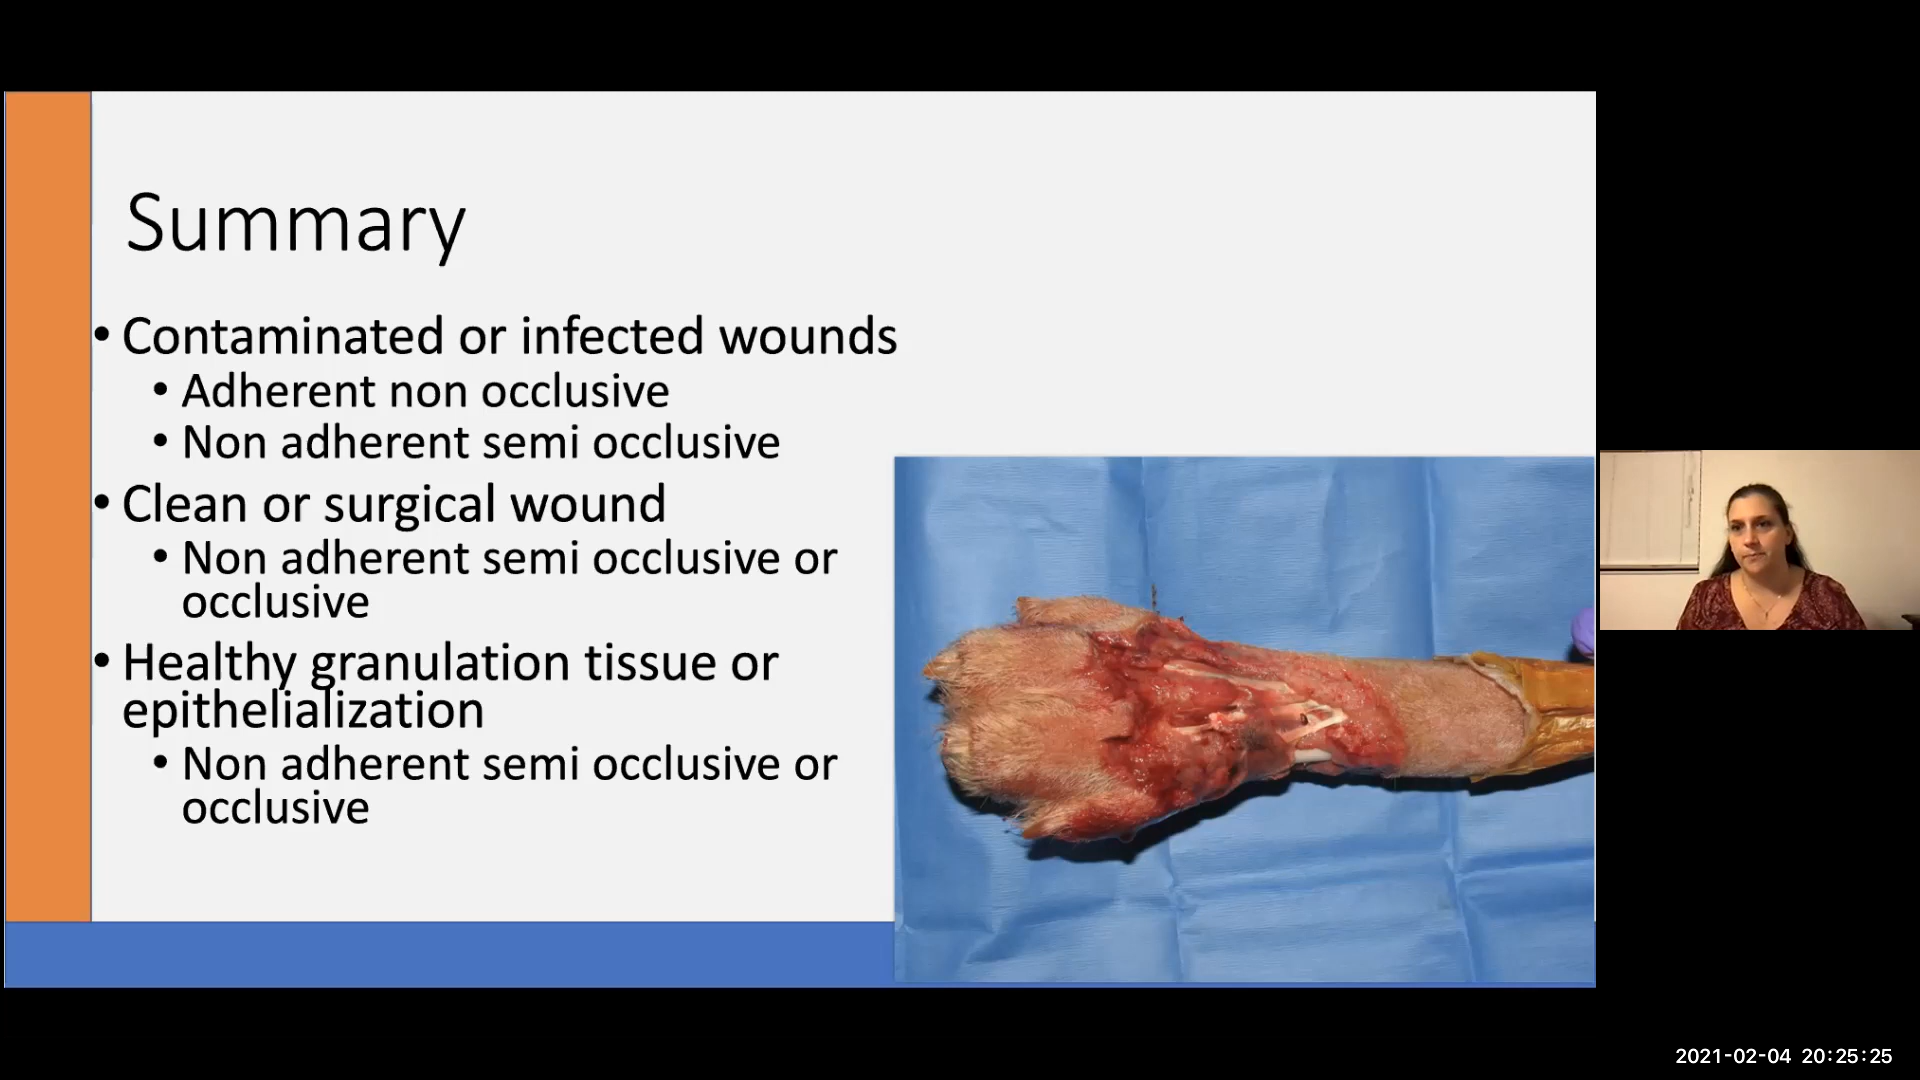 Summary
• Contaminated or infected wounds
• Adherent non occlusive
• Non adherent semi occlusive
• Clean or surgical wound
• Non adherent semi occlusive or
occlusive
• Healthy granulation tissue or
epithelialization
• Non adherent semi occlusive or
occlusive
2021-02-04 20:25:25